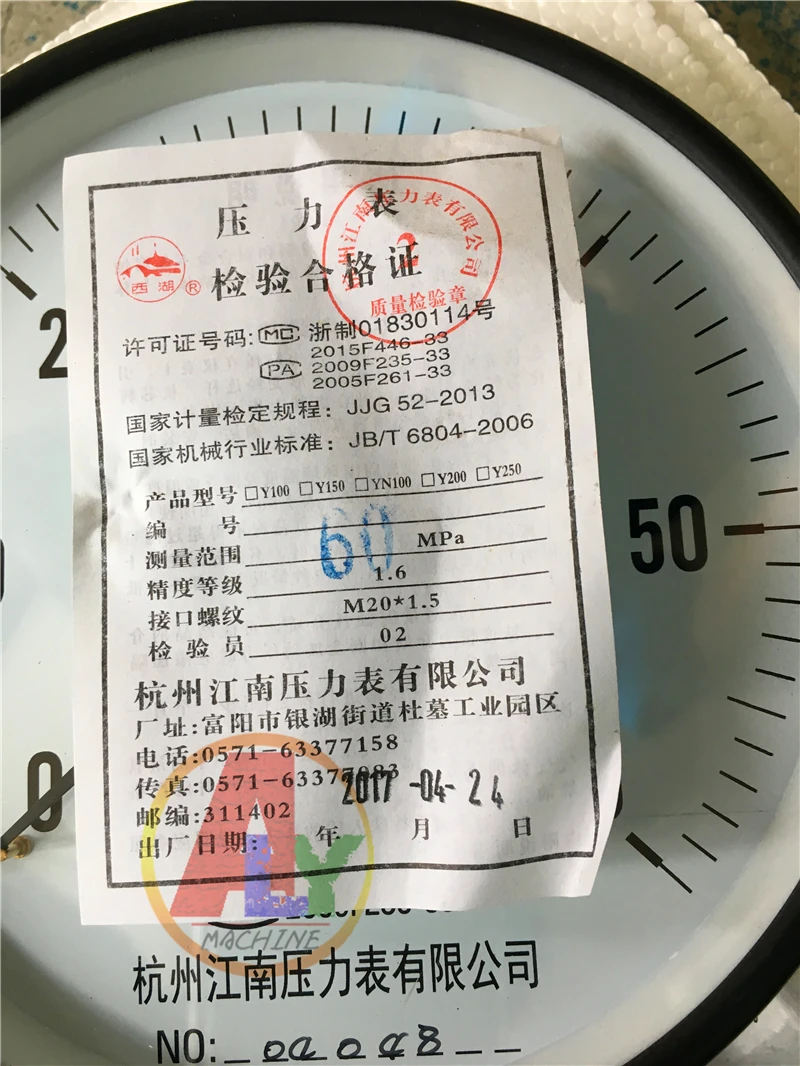 2
压力表
西湖®
检验合格证
杭州江南压力表有限公司
2
质量检验章
许可证号码: MC 浙制01830114号
2015F446-33
PA 2009F235-33
2005F261-33
国家计量检定规程: JJG 52-2013
国家机械行业标准: JB/T 6804-2006
产品型号 □Y100 □Y150 □YN100 □Y200 □Y250
编 号
测量范围 60 MPa
精度等级 1.6
接口螺纹 M20*1.5
检验员 02
50
0
杭州江南压力表有限公司
厂址:富阳市银湖街道杜墓工业园区
电话:0571-63377158
传真:0571-63377083
邮编:311402
2017-04-24
出厂日期: 年 月 日
ALY
MACHINE
杭州江南压力表有限公司
NO: